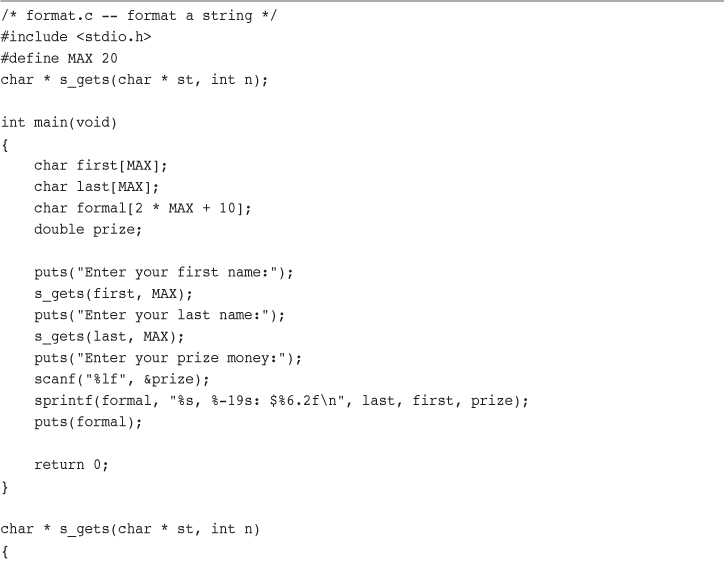 /* format.c -- format a string */
#include <stdio.h>
#define MAX 20
char * s_gets(char * st, int n);

int main(void)
{
    char first[MAX];
    char last[MAX];
    char formal[2 * MAX + 10];
    double prize;

    puts("Enter your first name:");
    s_gets(first, MAX);
    puts("Enter your last name:");
    s_gets(last, MAX);
    puts("Enter your prize money:");
    scanf("%lf", &prize);
    sprintf(formal, "%s, %-19s: $%6.2f\n", last, first, prize);
    puts(formal);

    return 0;
}

char * s_gets(char * st, int n)
{